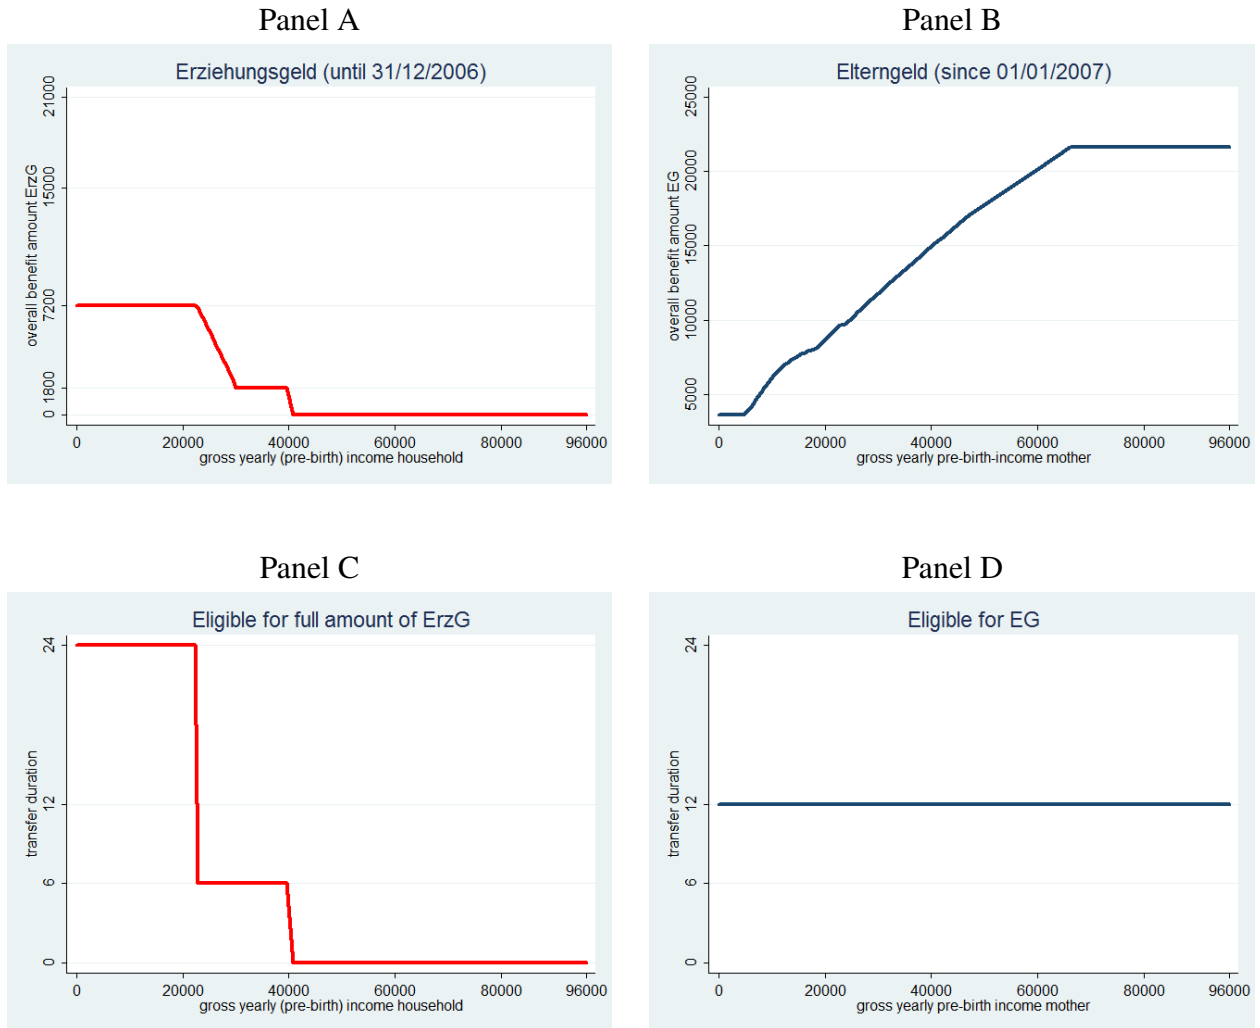 Panel A
Erziehungsgeld (until 31/12/2006)
overall benefit amount ErzG
21000
15000
7200
1800
0
0 20000 40000 60000 80000 96000
gross yearly (pre-birth) income household
Panel B
Elterngeld (since 01/01/2007)
overall benefit amount EG
25000
20000
15000
10000
5000
0 20000 40000 60000 80000 96000
gross yearly pre-birth-income mother
Panel C
Eligible for full amount of ErzG
transfer duration
24
12
6
0
0 20000 40000 60000 80000 96000
gross yearly (pre-birth) income household
Panel D
Eligible for EG
transfer duration
24
12
6
0
0 20000 40000 60000 80000 96000
gross yearly pre-birth income mother